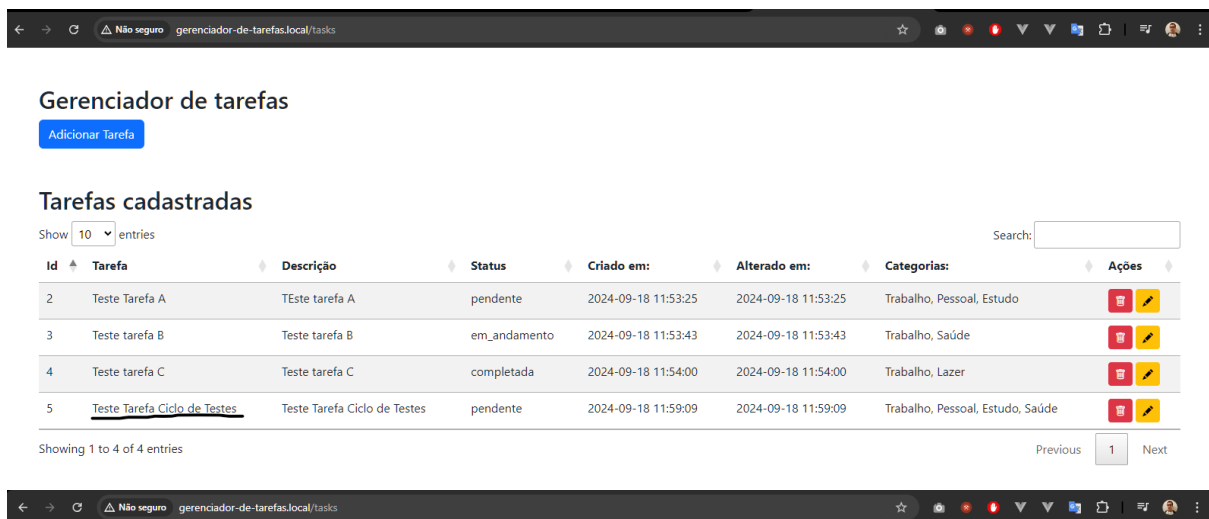 Não seguro gerenciador-de-tarefas.local/tasks
Gerenciador de tarefas
Adicionar Tarefa
Tarefas cadastradas
Show 10 entries Search:
Id Tarefa Descrição Status Criado em: Alterado em: Categorias: Ações
2 Teste Tarefa A TEste tarefa A pendente 2024-09-18 11:53:25 2024-09-18 11:53:25 Trabalho, Pessoal, Estudo
3 Teste tarefa B Teste tarefa B em_andamento 2024-09-18 11:53:43 2024-09-18 11:53:43 Trabalho, Saúde
4 Teste tarefa C Teste tarefa C completada 2024-09-18 11:54:00 2024-09-18 11:54:00 Trabalho, Lazer
5 Teste Tarefa Ciclo de Testes Teste Tarefa Ciclo de Testes pendente 2024-09-18 11:59:09 2024-09-18 11:59:09 Trabalho, Pessoal, Estudo, Saúde
Showing 1 to 4 of 4 entries Previous 1 Next
Não seguro gerenciador-de-tarefas.local/tasks